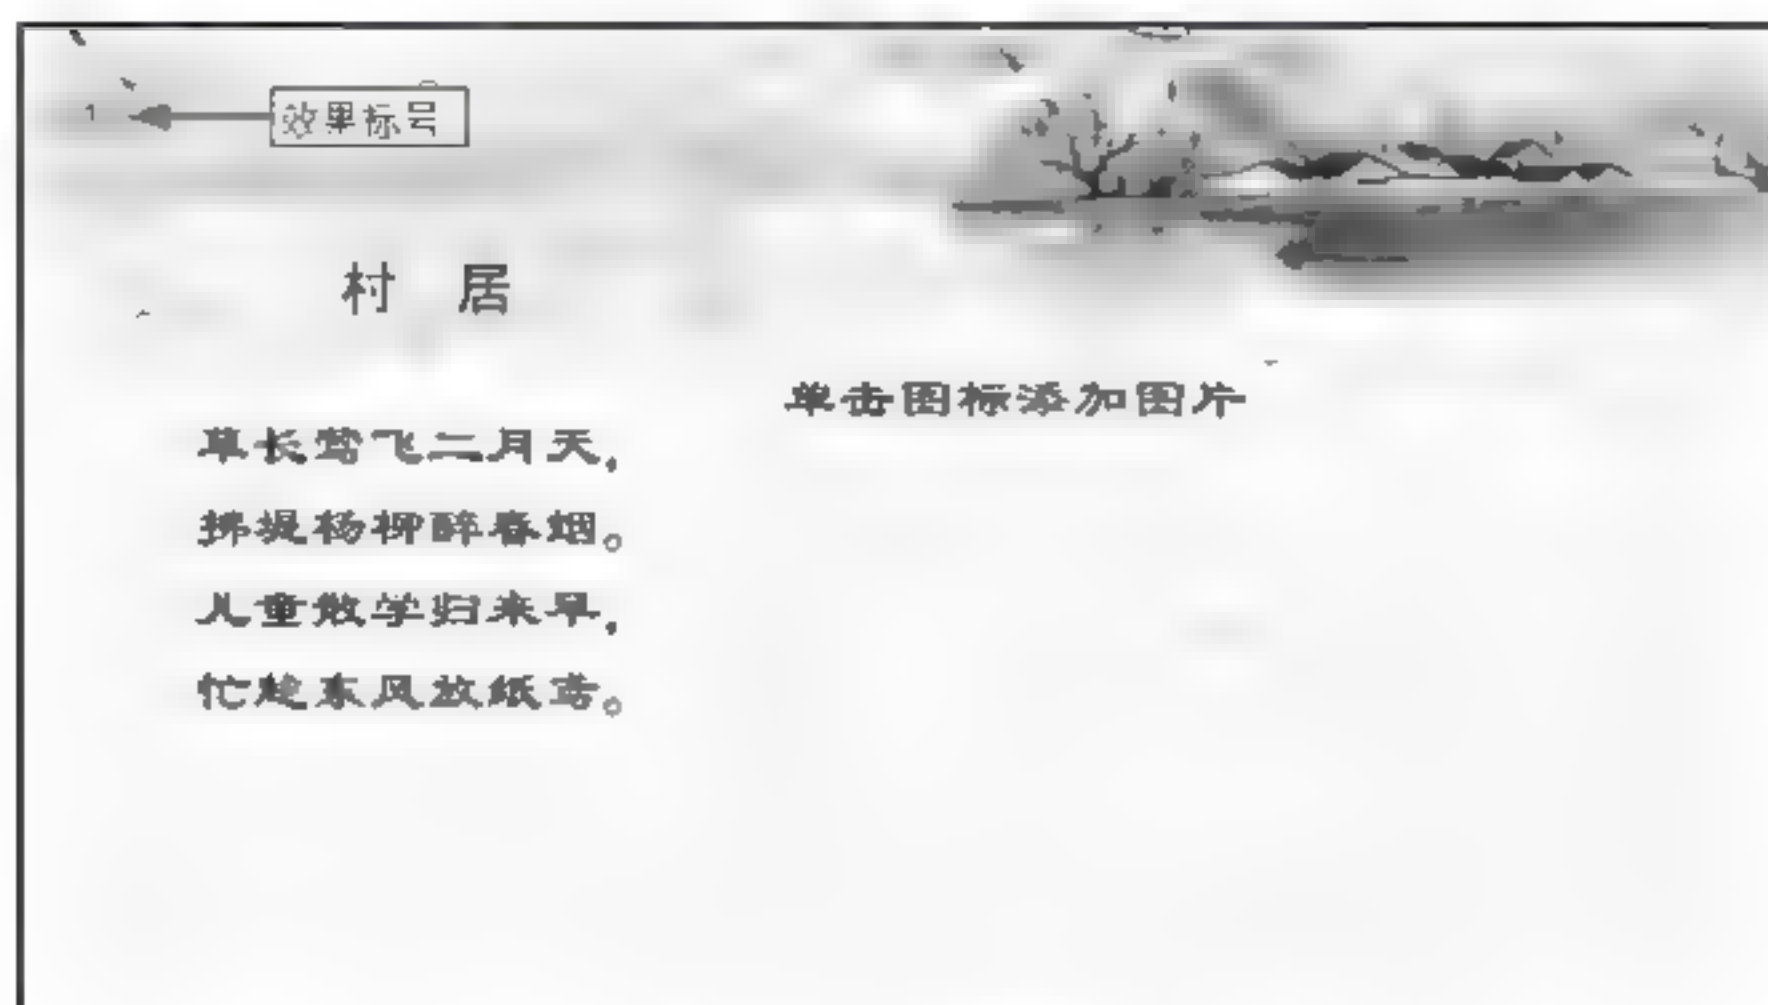 1
效果标号
村 居
单击图标添加图片
草长莺飞二月天,
拂堤杨柳醉春烟。
儿童散学归来早,
忙趁东风放纸鸢。